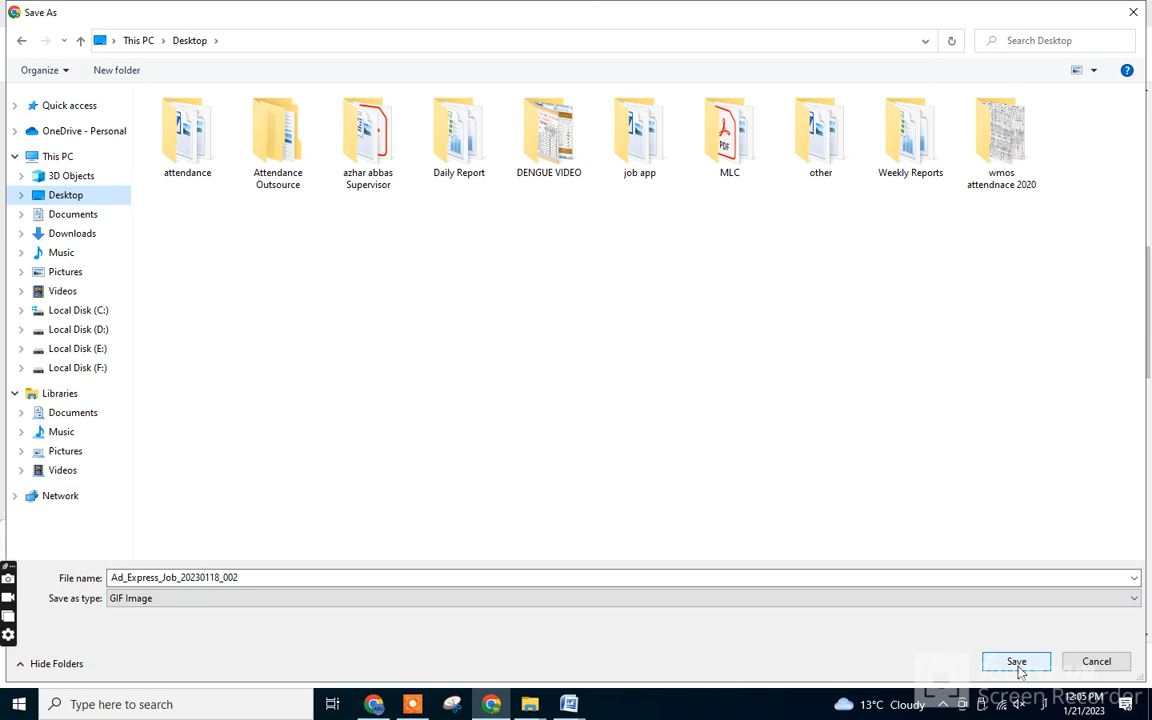 Save As
This PC > Desktop >
Search Desktop
Organize
New folder
Quick access
OneDrive - Personal
This PC
3D Objects
Desktop
Documents
Downloads
Music
Pictures
Videos
Local Disk (C:)
Local Disk (D:)
Local Disk (E:)
Local Disk (F:)
Libraries
Documents
Music
Pictures
Videos
Network
attendance
Attendance
Outsource
azhar abbas
Supervisor
Daily Report
DENGUE VIDEO
job app
PDF
MLC
other
Weekly Reports
wmos
attendnace 2020
File name: Ad_Express_Job_20230118_002
Save as type: GIF Image
Hide Folders
Save
Cancel
Screen Recorder
Type here to search
13°C Cloudy
12:05 PM
1/21/2023